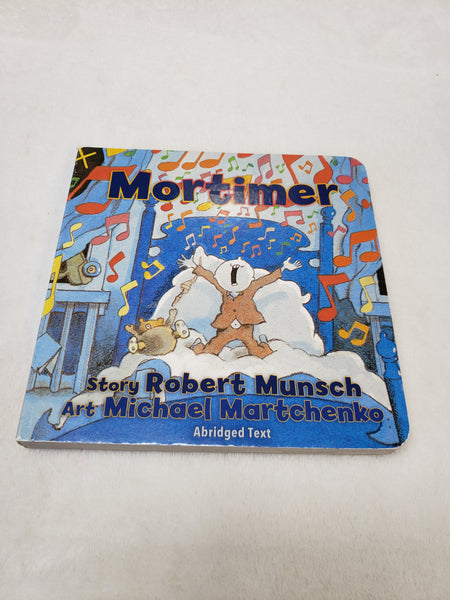 Mortimer
Story Robert Munsch
Art Michael Martchenko
Abridged Text